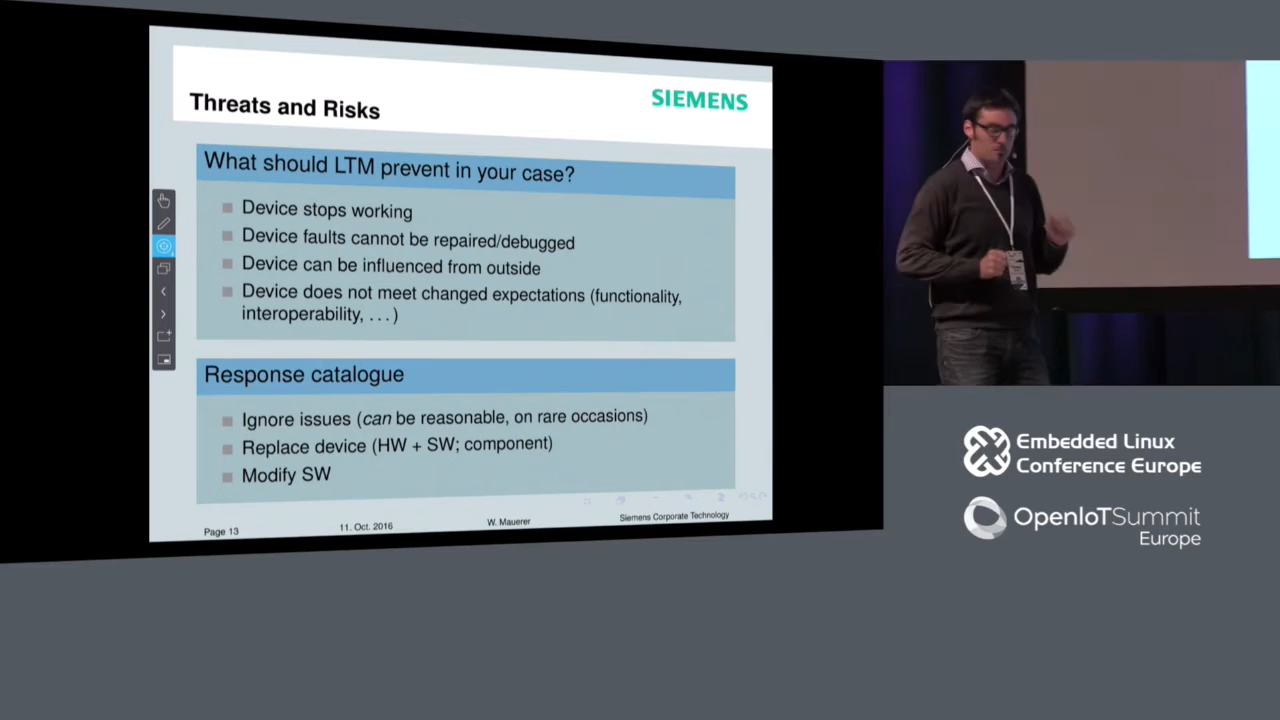 Threats and Risks
SIEMENS
What should LTM prevent in your case?
Device stops working
Device faults cannot be repaired/debugged
Device can be influenced from outside
Device does not meet changed expectations (functionality,
interoperability, . . . )
Response catalogue
Ignore issues (can be reasonable, on rare occasions)
Replace device (HW + SW; component)
Modify SW
Page 13
11. Oct. 2016
W. Mauerer
Siemens Corporate Technology
Embedded Linux
Conference Europe
OpenIoTSummit
Europe